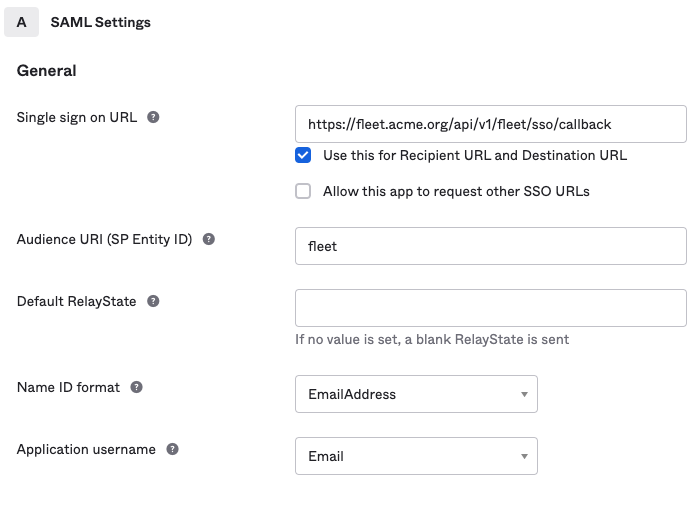 A SAML Settings
General
Single sign on URL ?
https://fleet.acme.org/api/v1/fleet/sso/callback
Use this for Recipient URL and Destination URL
Allow this app to request other SSO URLs
Audience URI (SP Entity ID) ?
fleet
Default RelayState ?
If no value is set, a blank RelayState is sent
Name ID format ?
EmailAddress
Application username ?
Email